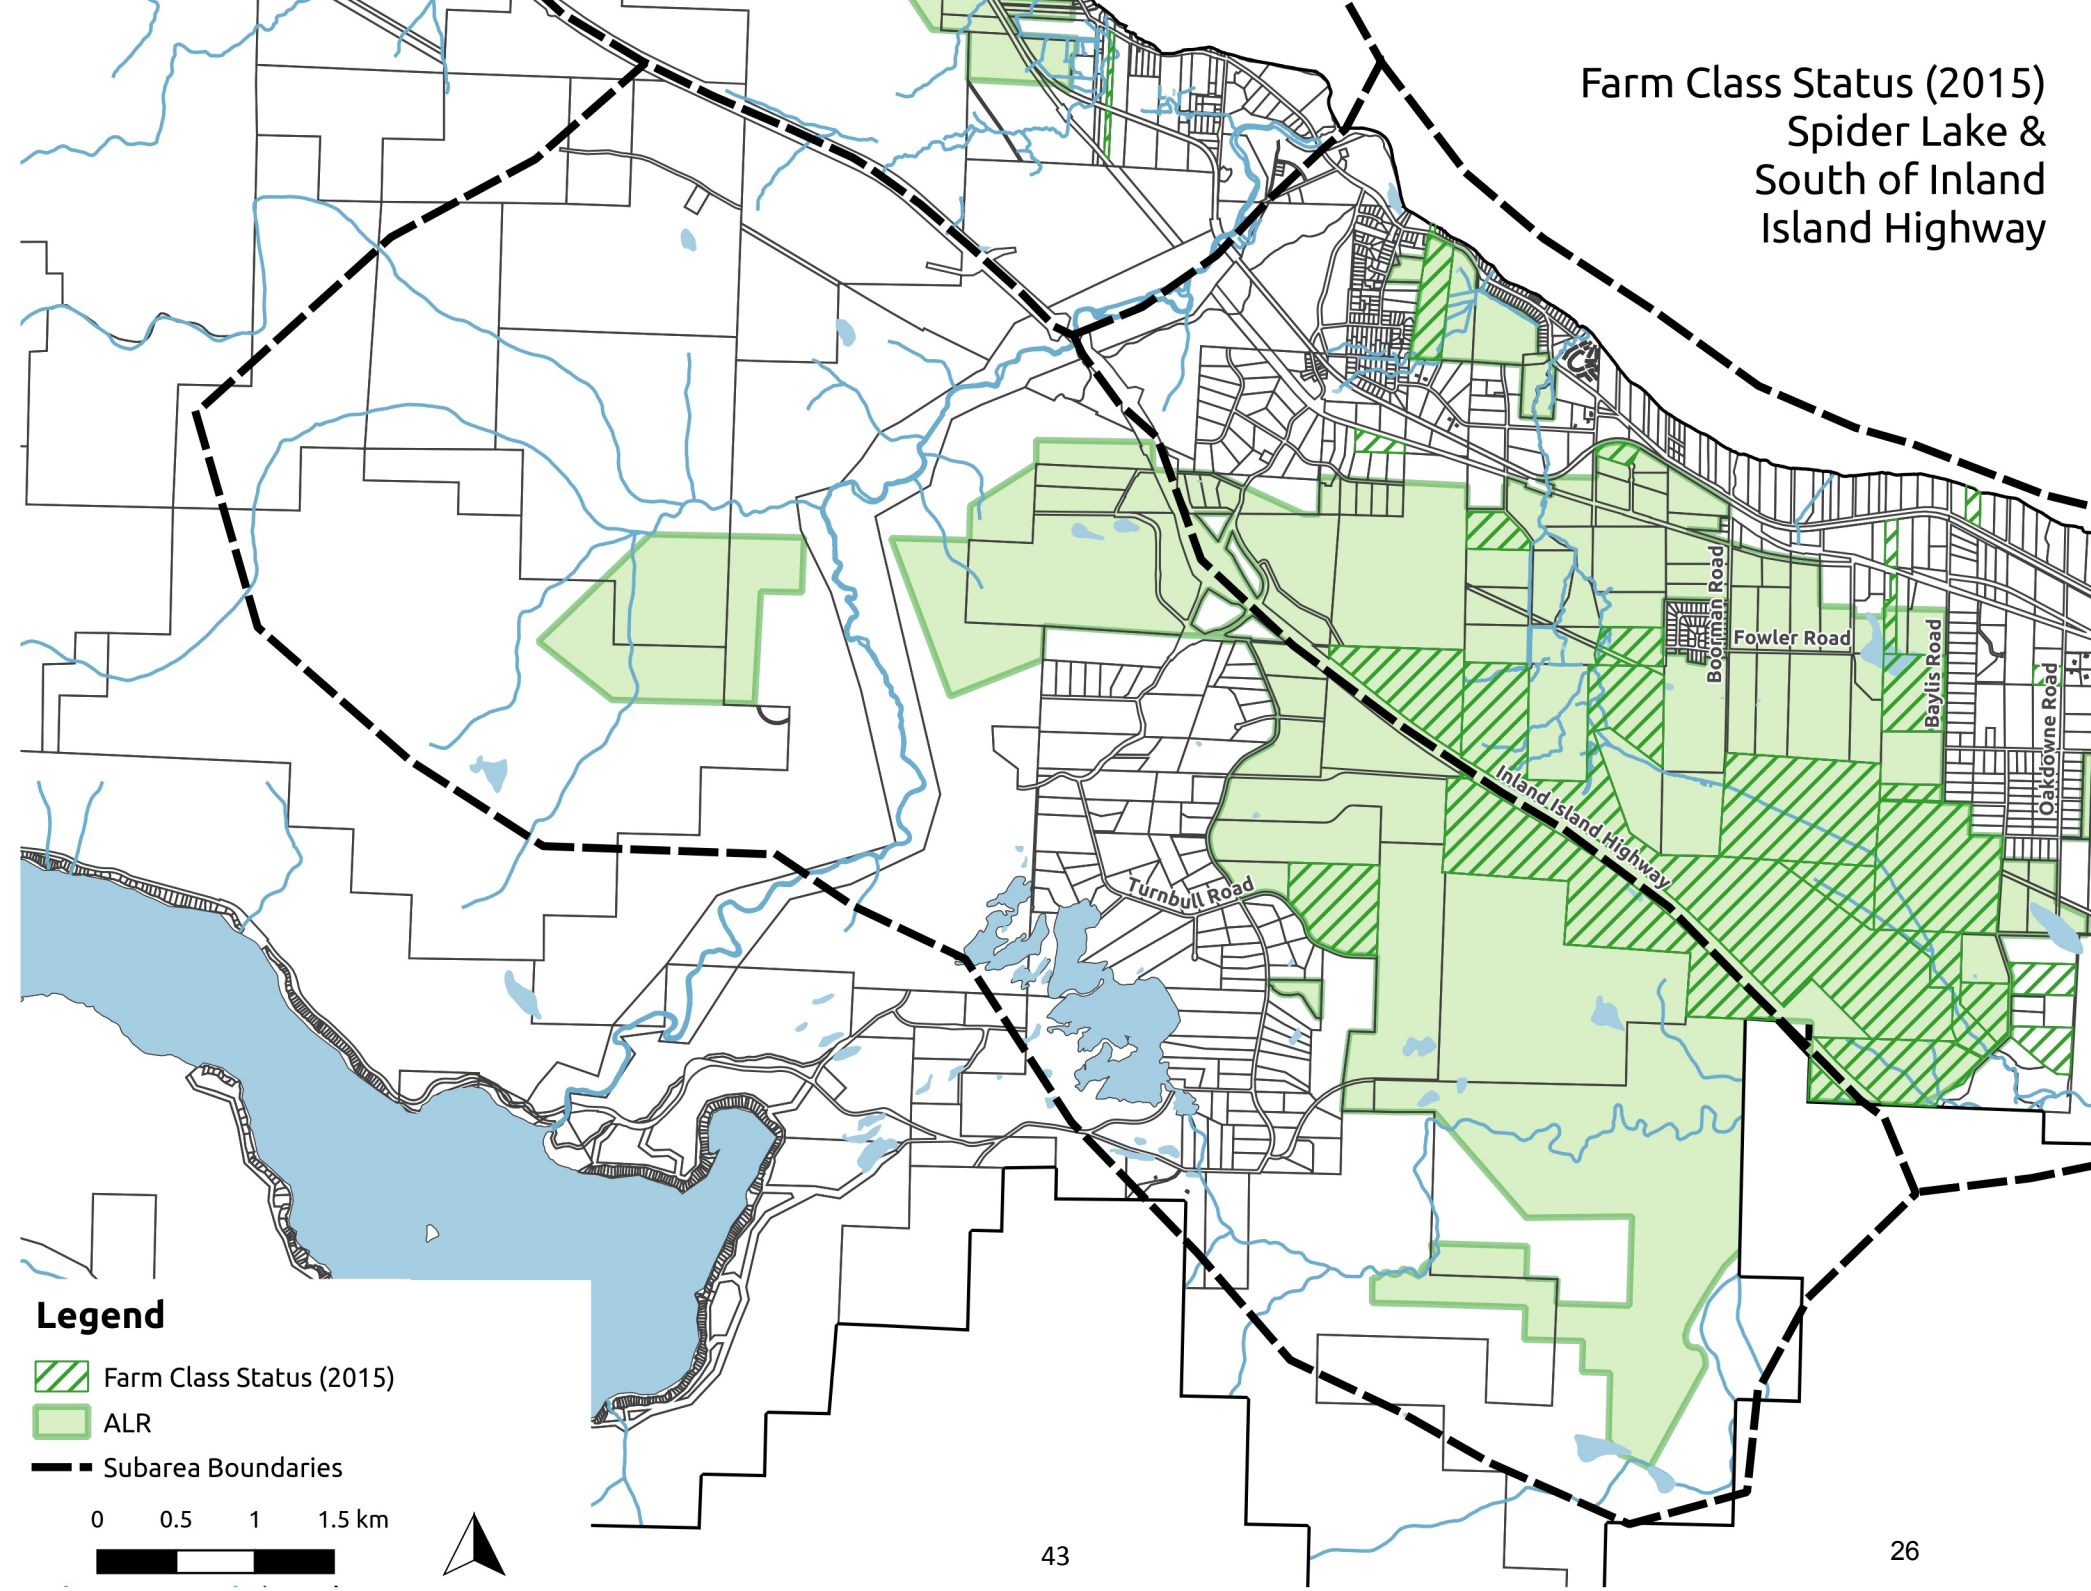 Farm Class Status (2015)
Spider Lake &
South of Inland
Island Highway
Boorman Road
Fowler Road
Baylis Road
Oakdowne Road
Inland Island Highway
Turnbull Road
Legend
Farm Class Status (2015)
ALR
Subarea Boundaries
0 0.5 1 1.5 km
43
26